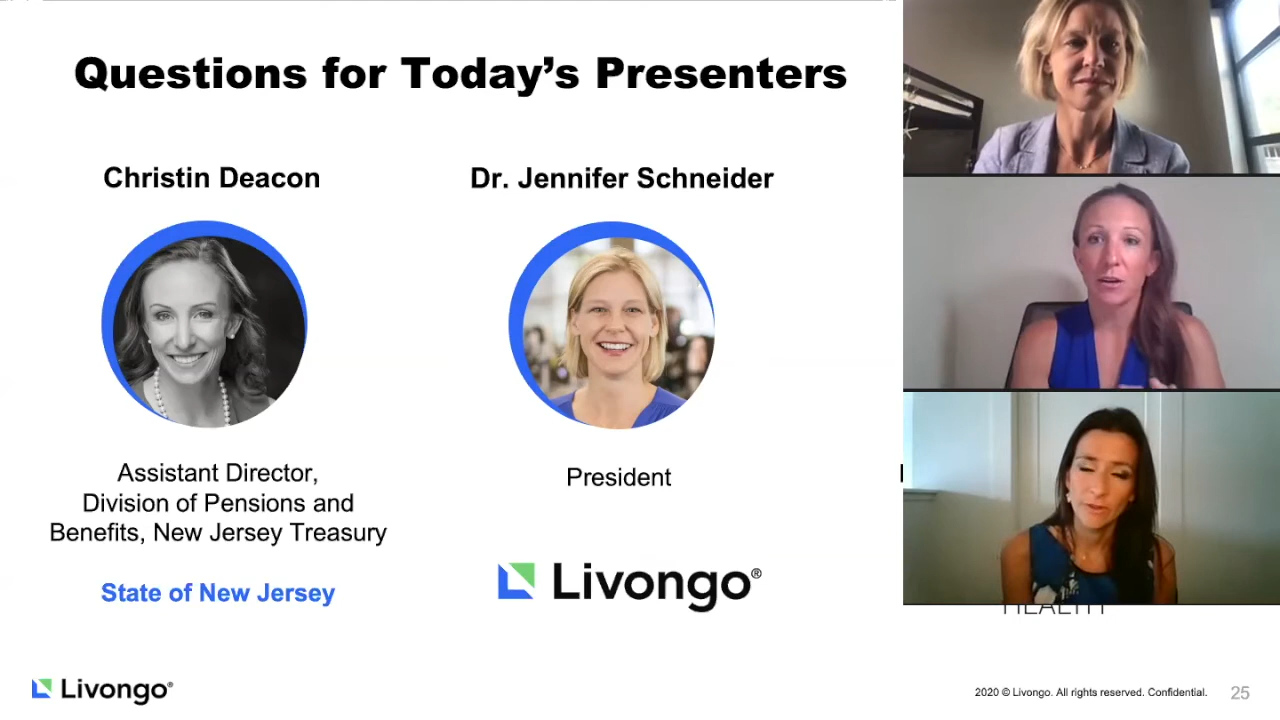 Questions for Today’s Presenters
Christin Deacon
Dr. Jennifer Schneider
Assistant Director,
Division of Pensions and
Benefits, New Jersey Treasury
State of New Jersey
President
Livongo®
HEALTH
Livongo®
2020 © Livongo. All rights reserved. Confidential.
25